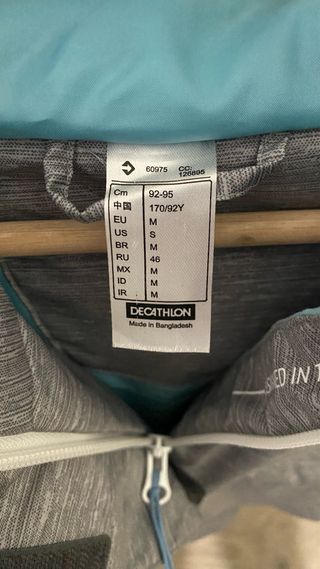 60975 CC: 126895
Cm 92-95
中国 170/92Y
EU M
US S
BR M
RU 46
MX M
ID M
IR M
DECATHLON
Made in Bangladesh
IN T